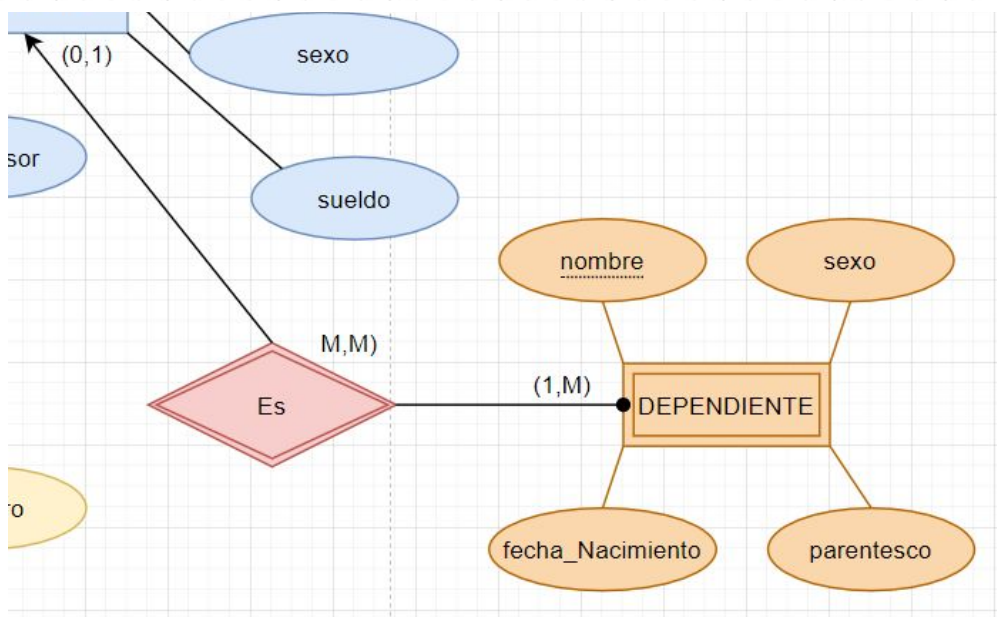 (0,1)
sexo
sor
sueldo
nombre
sexo
M,M)
(1,M)
Es
DEPENDIENTE
ro
fecha_Nacimiento
parentesco